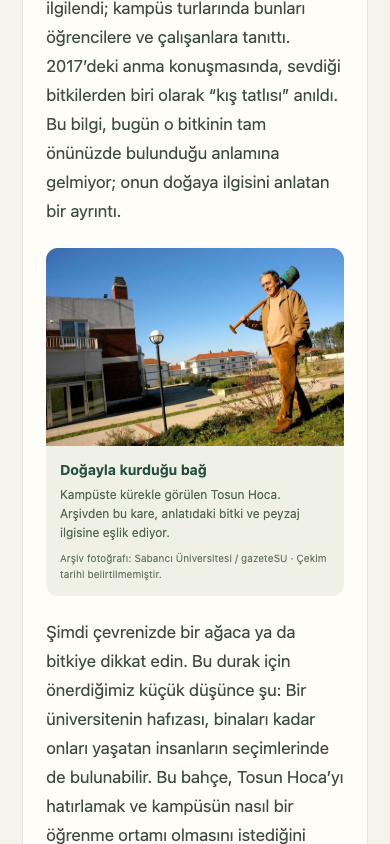 ilgilendi; kampüs turlarında bunları
öğrencilere ve çalışanlara tanıttı.
2017’deki anma konuşmasında, sevdiği
bitkilerden biri olarak “kış tatlısı” anıldı.
Bu bilgi, bugün o bitkinin tam
önünüzde bulunduğu anlamına
gelmiyor; onun doğaya ilgisini anlatan
bir ayrıntı.
Doğayla kurduğu bağ
Kampüste kürekle görülen Tosun Hoca.
Arşivden bu kare, anlatıdaki bitki ve peyzaj
ilgisine eşlik ediyor.
Arşiv fotoğrafı: Sabancı Üniversitesi / gazeteSU · Çekim
tarihi belirtilmemiştir.
Şimdi çevrenizde bir ağaca ya da
bitkiye dikkat edin. Bu durak için
önerdiğimiz küçük düşünce şu: Bir
üniversitenin hafızası, binaları kadar
onları yaşatan insanların seçimlerinde
de bulunabilir. Bu bahçe, Tosun Hoca’yı
hatırlamak ve kampüsün nasıl bir
öğrenme ortamı olmasını istediğini